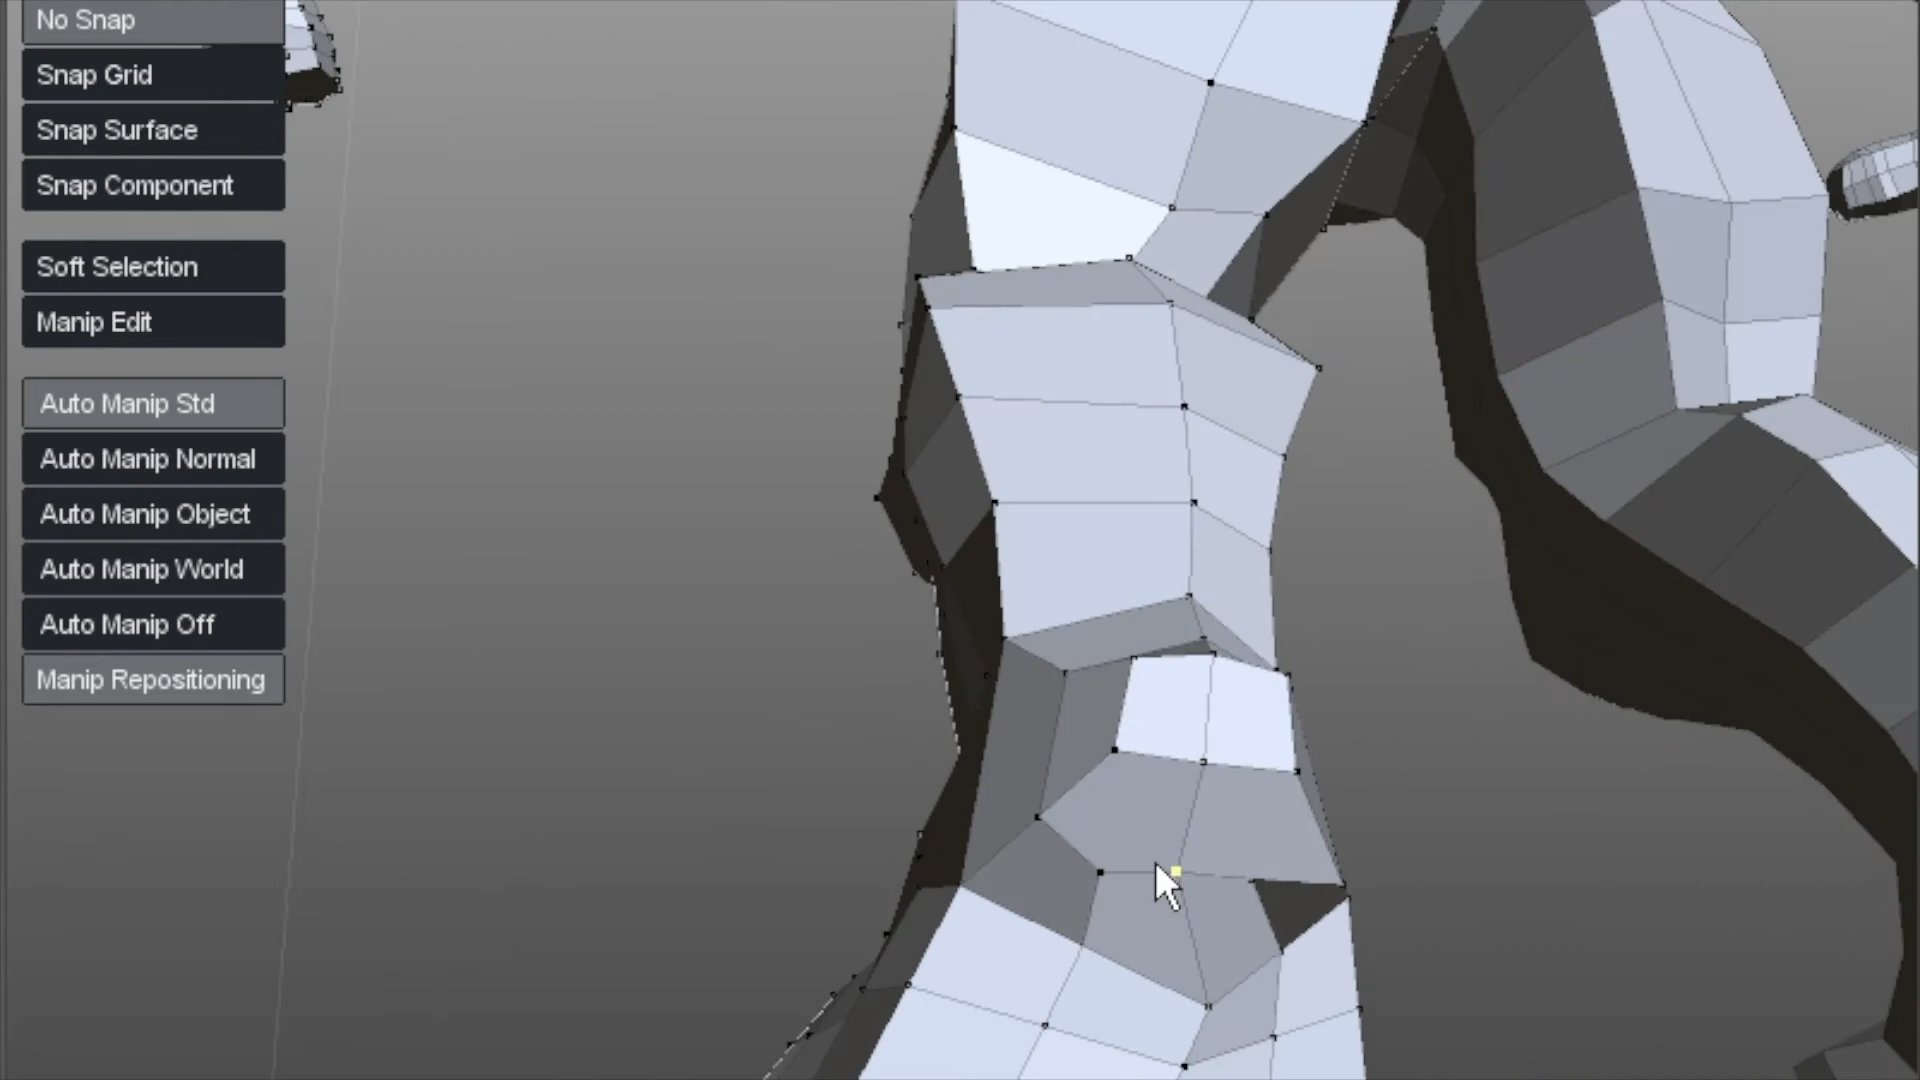 No Snap
Snap Grid
Snap Surface
Snap Component
Soft Selection
Manip Edit
Auto Manip Std
Auto Manip Normal
Auto Manip Object
Auto Manip World
Auto Manip Off
Manip Repositioning